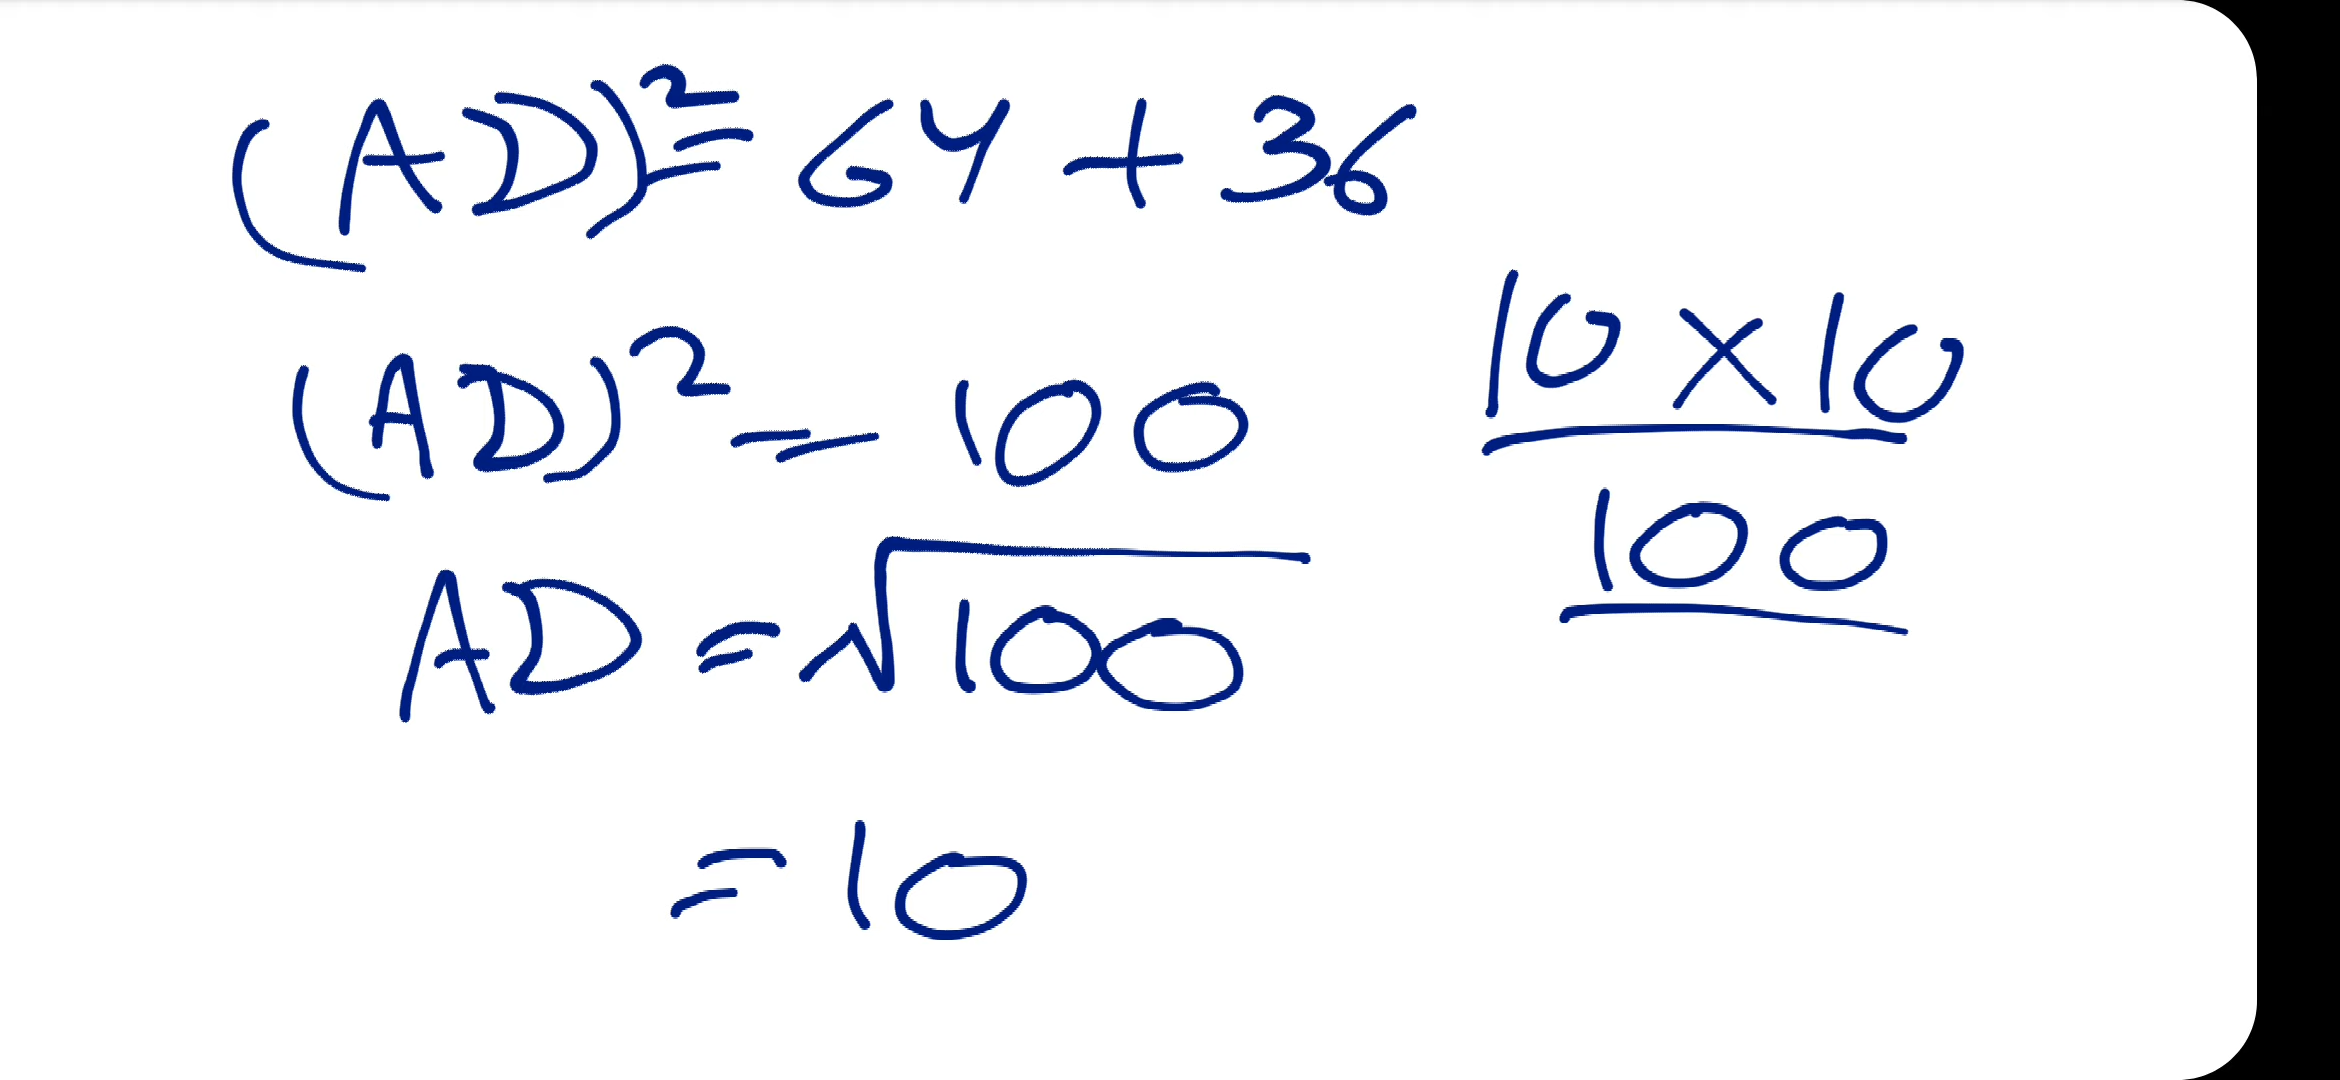 (AD)² = 64 + 36
(AD)² = 100
AD = √100
= 10
10 × 10
100